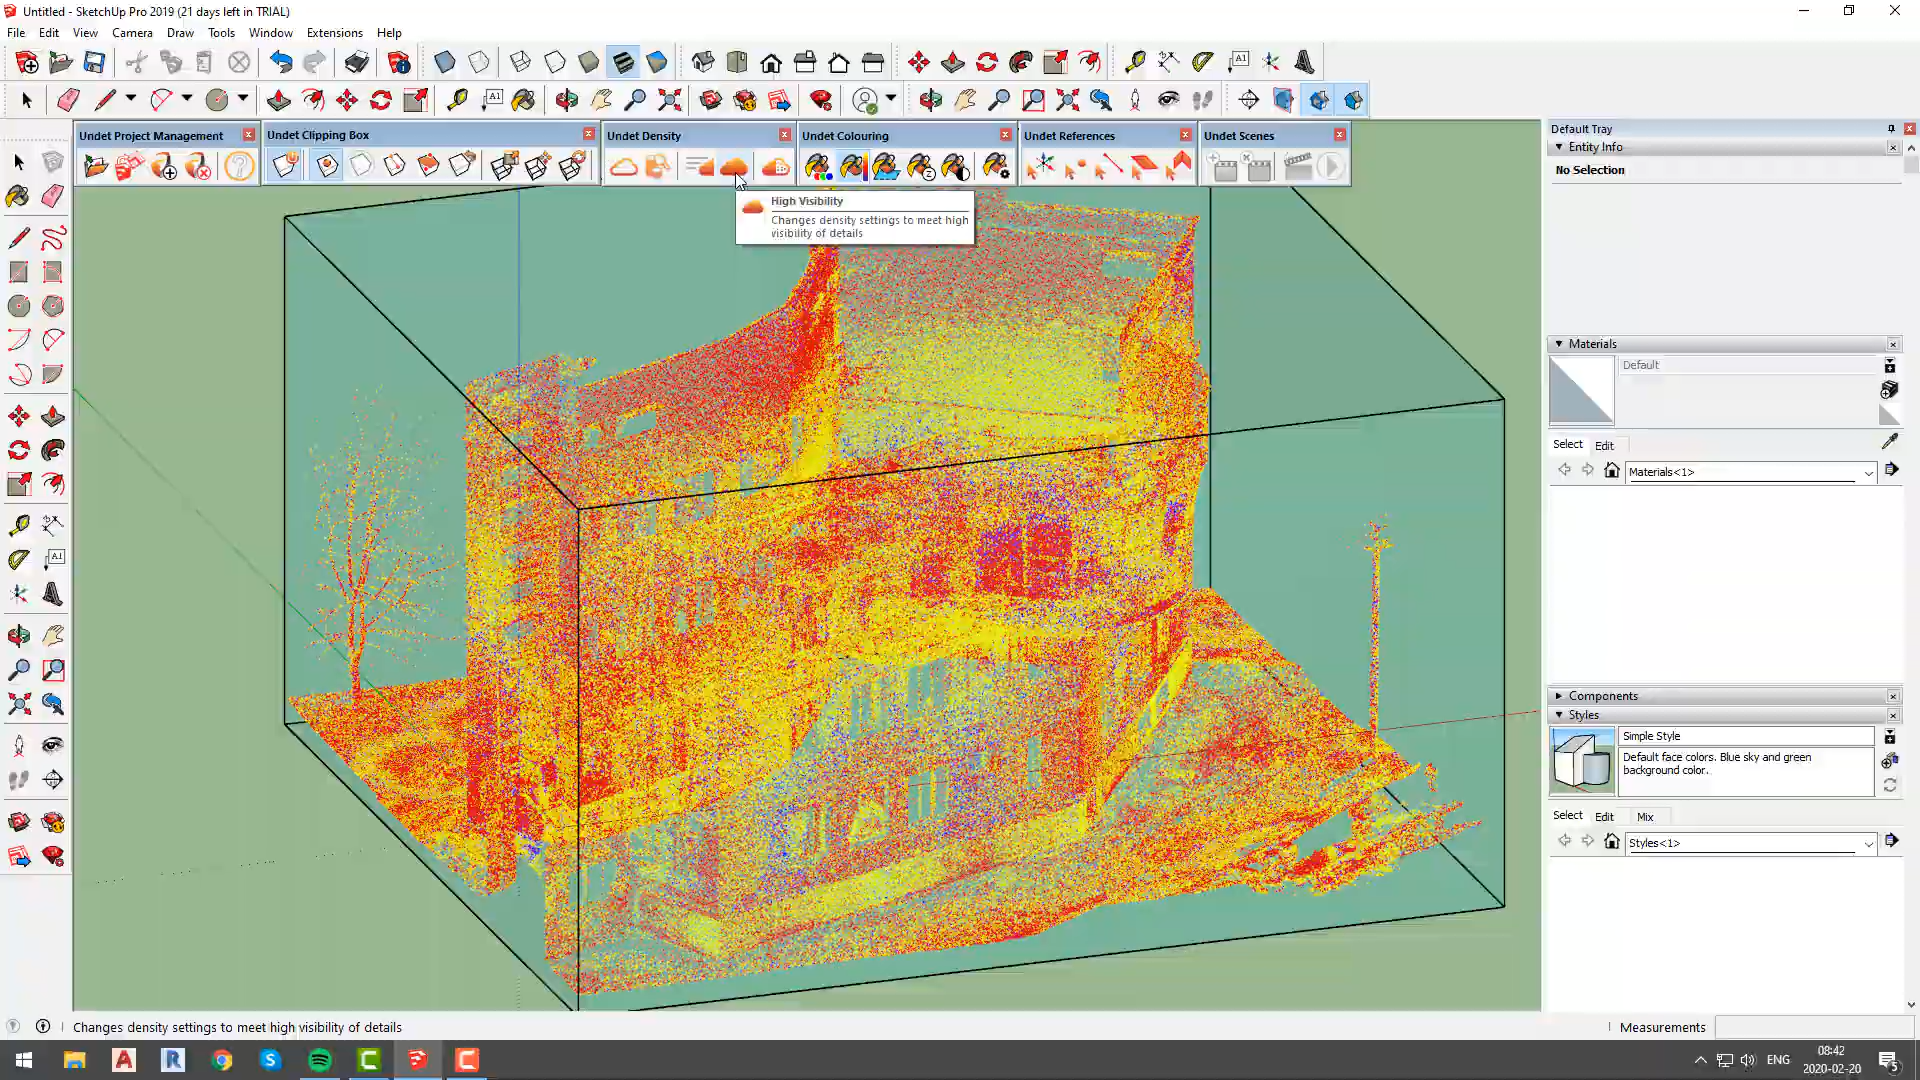 Untitled - SketchUp Pro 2019 (21 days left in TRIAL)
File Edit View Camera Draw Tools Window Extensions Help
Undet Project Management
Undet Clipping Box
Undet Density
Undet Colouring
Undet References
Undet Scenes
High Visibility
Changes density settings to meet high
visibility of details
Default Tray
Entity Info
No Selection
Materials
Default
Select Edit
Materials<1>
Components
Styles
Simple Style
Default face colors. Blue sky and green
background color.
Select Edit Mix
Styles<1>
Changes density settings to meet high visibility of details
Measurements
ENG
08:42
2020-02-20